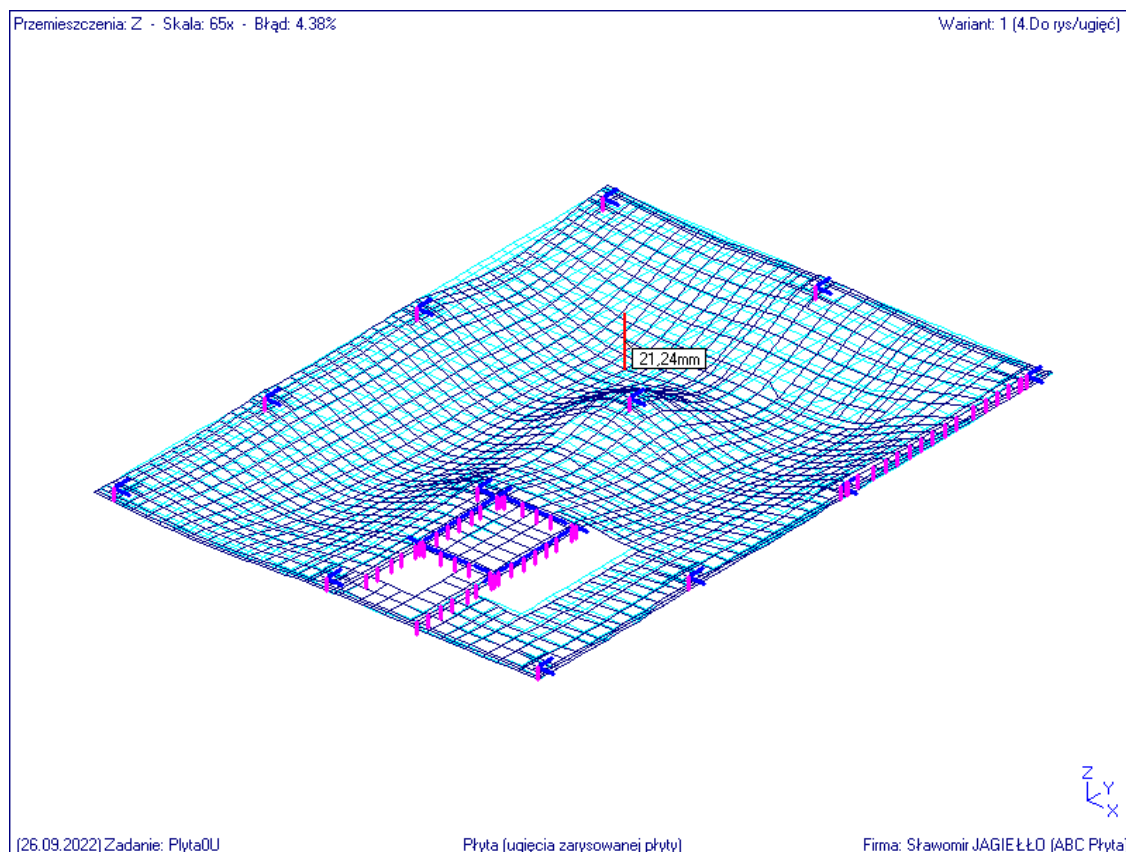 Przemieszczenia: Z - Skala: 65x - Błąd: 4.38%
Wariant: 1 (4.Do rys/ugięć)
21,24mm
Z
Y
X
(26.09.2022) Zadanie: Plyta0U
Płyta (ugięcia zarysowanej płyty)
Firma: Sławomir JAGIEŁŁO (ABC Płyta)